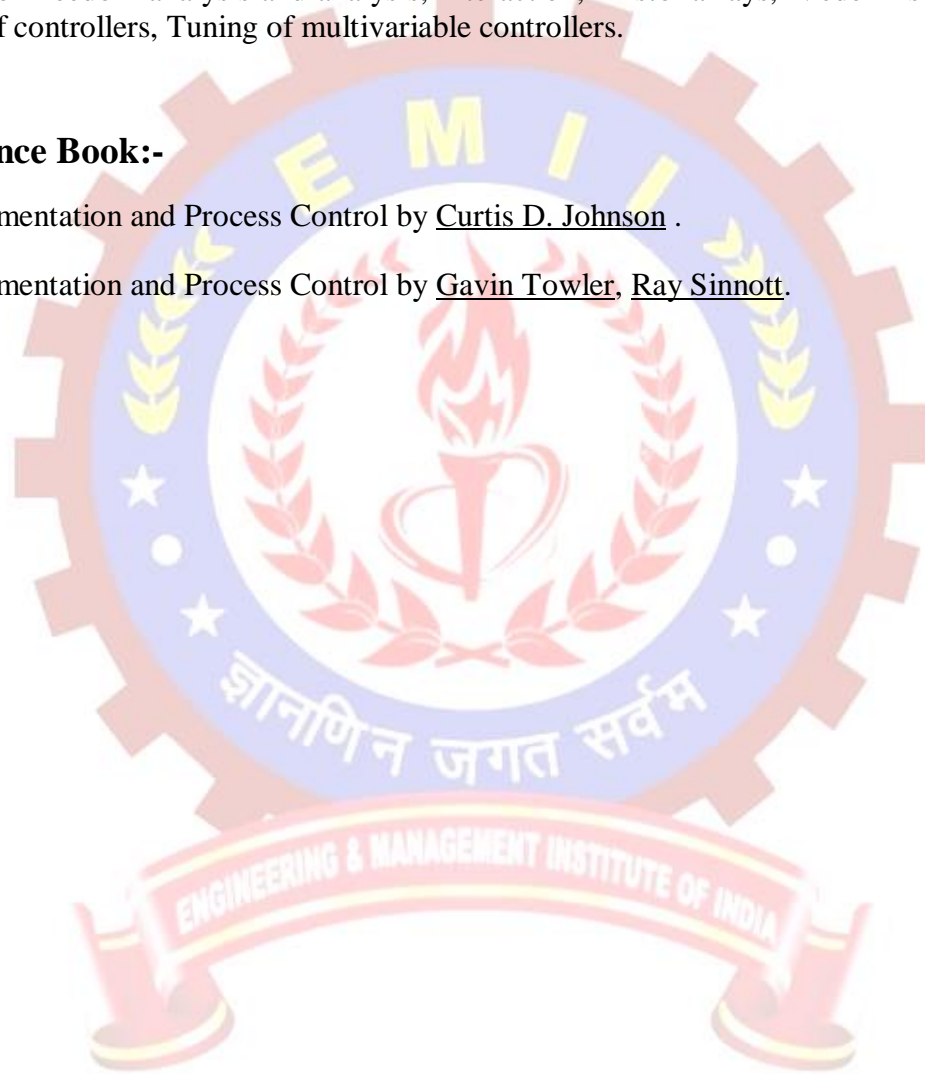 f controllers, Tuning of multivariable controllers.
nce Book:-
mentation and Process Control by Curtis D. Johnson .
mentation and Process Control by Gavin Towler, Ray Sinnott.
E M I I
ज्ञानणिन जगत सर्वम
ENGINEERING & MANAGEMENT INSTITUTE OF INDIA